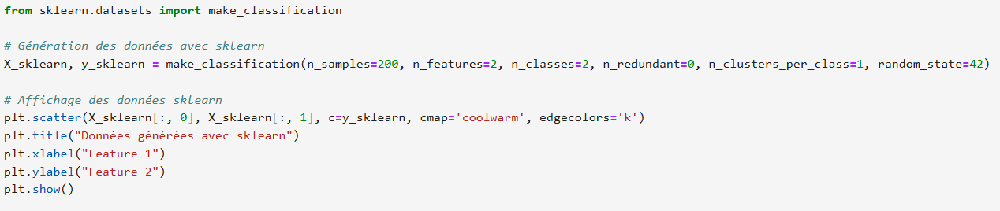 from sklearn.datasets import make_classification
# Génération des données avec sklearn
X_sklearn, y_sklearn = make_classification(n_samples=200, n_features=2, n_classes=2, n_redundant=0, n_clusters_per_class=1, random_state=42)
# Affichage des données sklearn
plt.scatter(X_sklearn[:, 0], X_sklearn[:, 1], c=y_sklearn, cmap='coolwarm', edgecolors='k')
plt.title("Données générées avec sklearn")
plt.xlabel("Feature 1")
plt.ylabel("Feature 2")
plt.show()